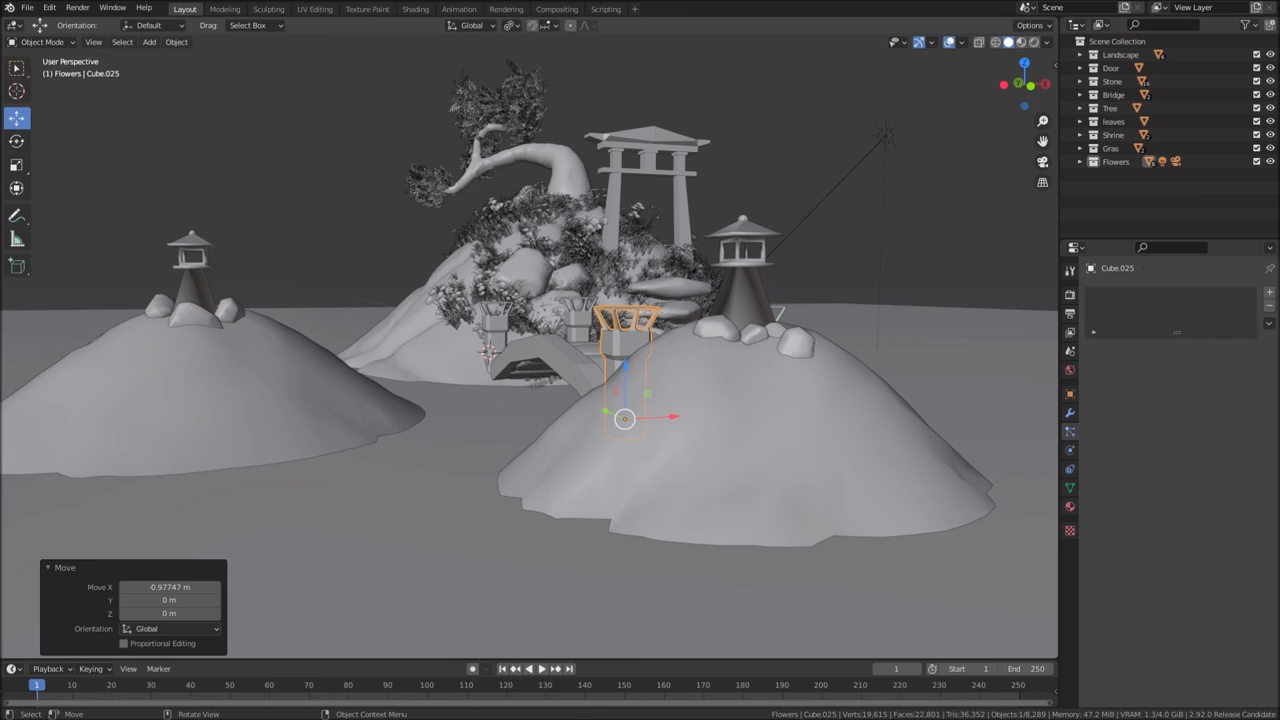 File Edit Render Window Help Layout Modeling Sculpting UV Editing Texture Paint Shading Animation Rendering Compositing Scripting + Scene View Layer
Orientation: Default Drag: Select Box Global Options
Object Mode View Select Add Object
User Perspective
(1) Flowers | Cube.025
Z
Y
X
Scene Collection
Landscape
Door
Stone
Bridge
Tree
leaves
Shrine
Gras
Flowers
Cube.025
Move
Move X -0.97747 m
Y 0 m
Z 0 m
Orientation Global
Proportional Editing
Playback Keying View Marker 1 Start 1 End 250
1 10 20 30 40 50 60 70 80 90 100 110 120 130 140 150 160 170 180 190 200 210 220 230 240 250
Select Move Rotate View Object Context Menu Flowers | Cube.025 | Verts:19,615 | Faces:22,801 | Tris:36,352 | Objects:1/8,289 | Memory: 47.2 MiB | VRAM: 1.3/4.0 GiB | 2.92.0 Release Candidate